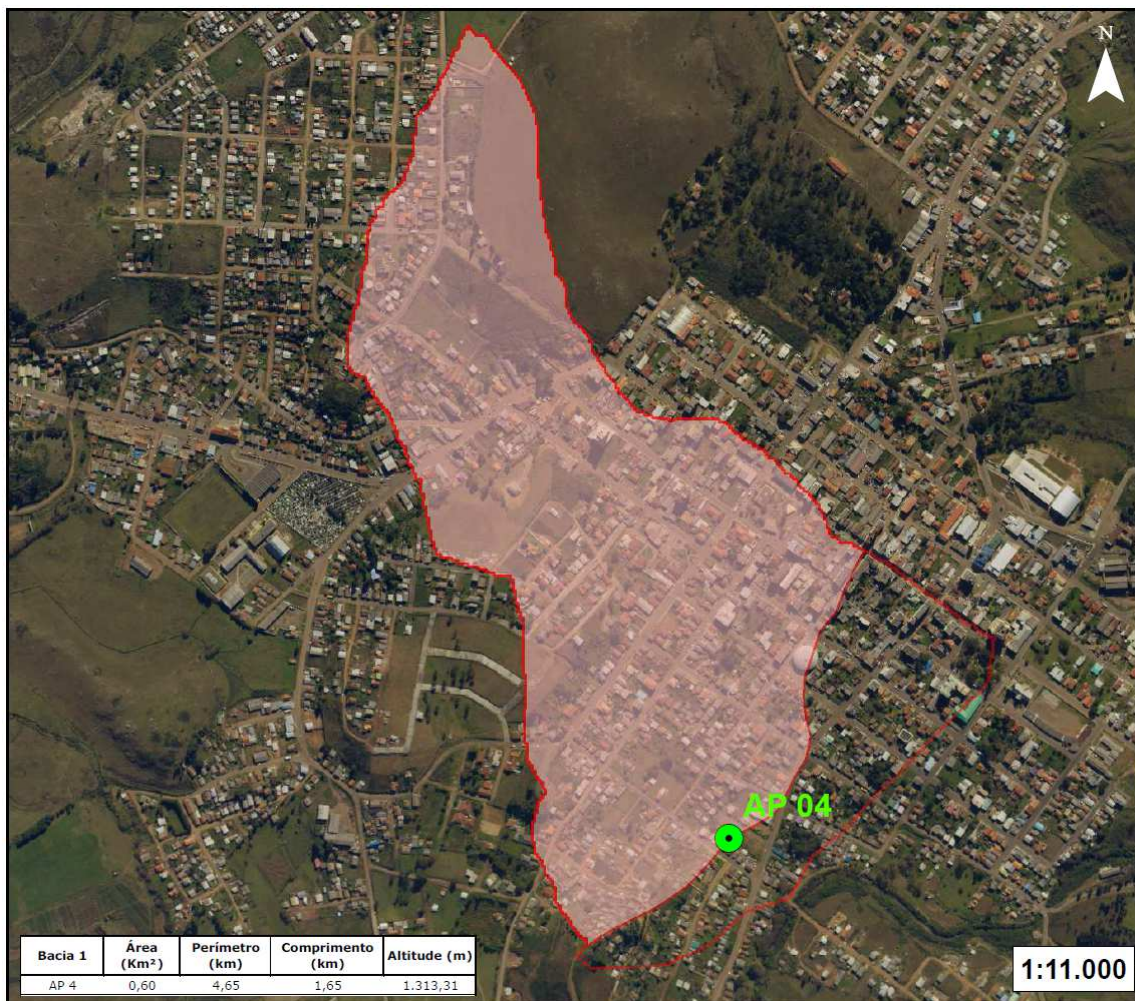 N
AP 04
Bacia 1 Área (Km²) Perímetro (km) Comprimento (km) Altitude (m)
AP 4 0,60 4,65 1,65 1.313,31
1:11.000